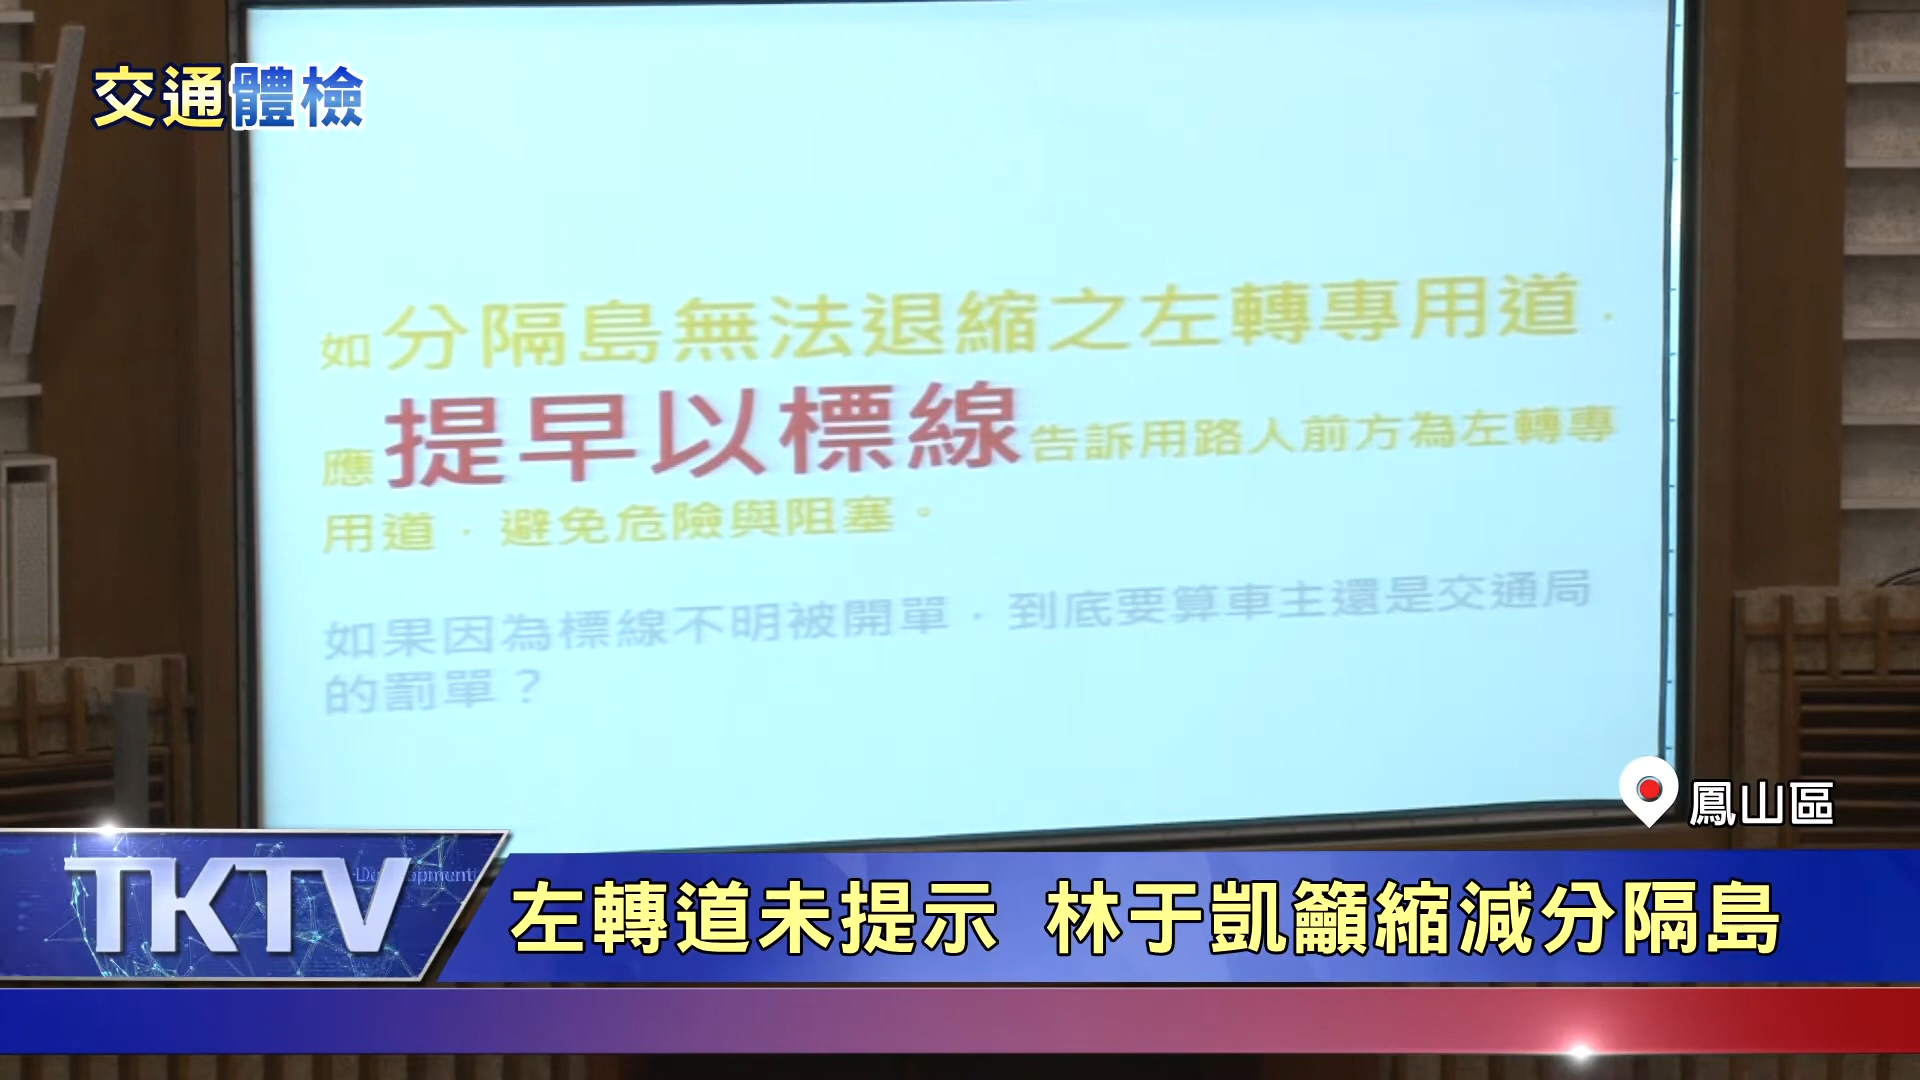 交通體檢
如分隔島無法退縮之左轉專用道，
應提早以標線告訴用路人前方為左轉專
用道，避免危險與阻塞。
如果因為標線不明被開單，到底要算車主還是交通局
的罰單？
鳳山區
TKTV
左轉道未提示 林于凱籲縮減分隔島